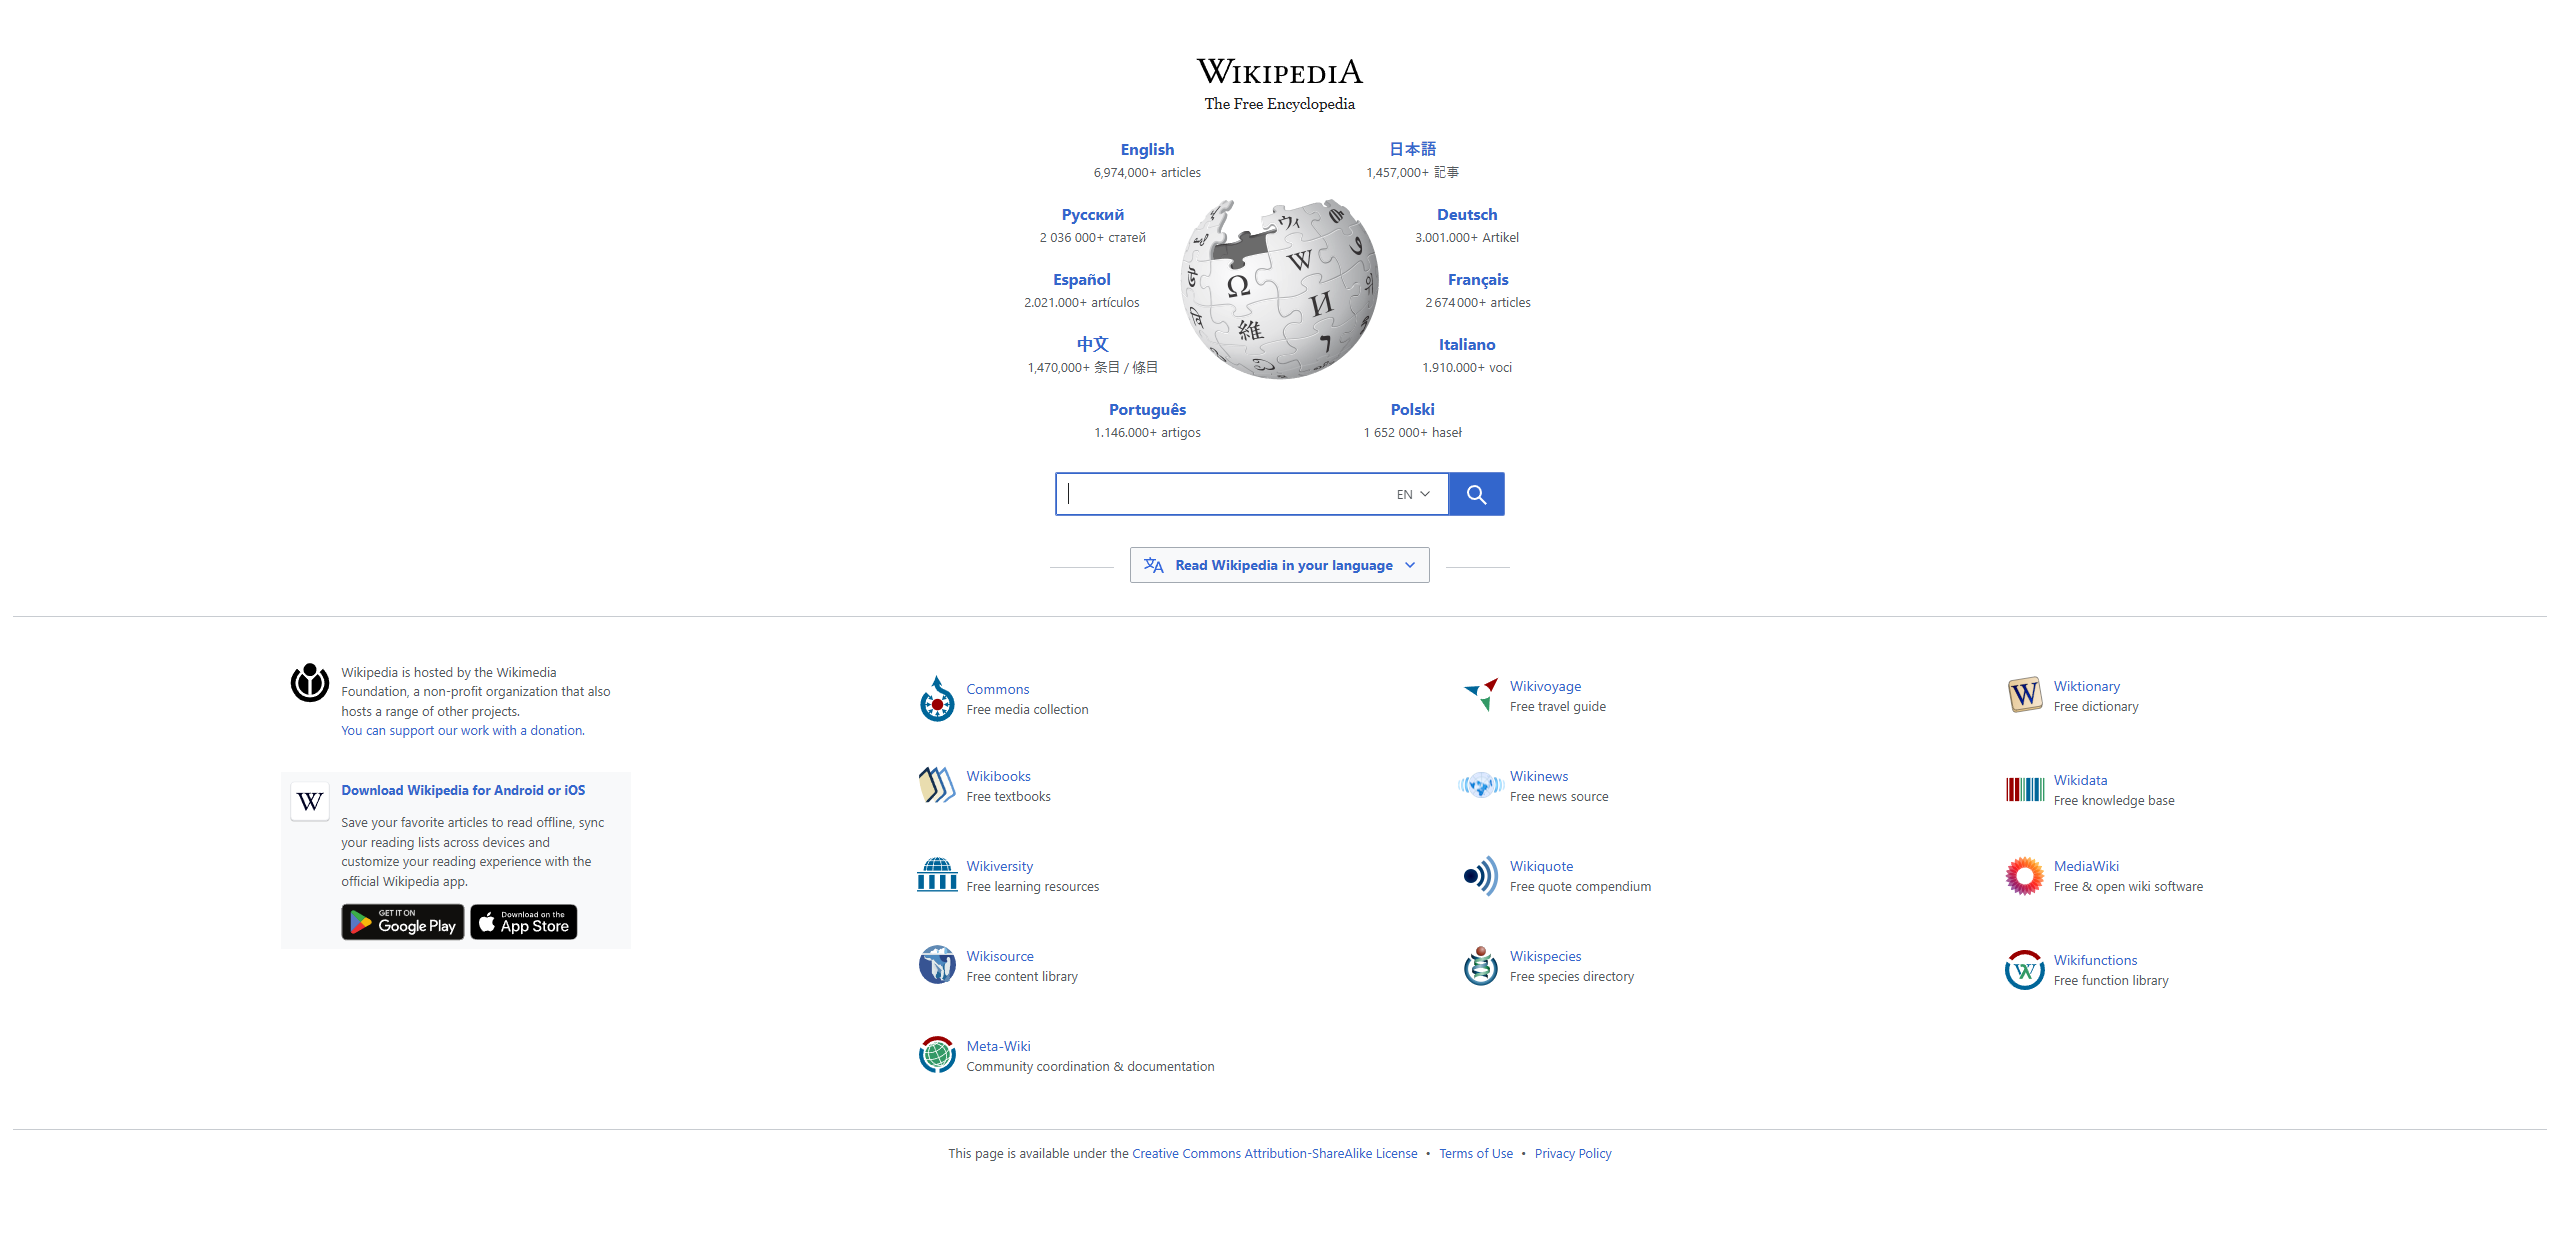 WIKIPEDIA
The Free Encyclopedia
English
6,974,000+ articles
日本語
1,457,000+ 記事
Русский
2 036 000+ статей
Deutsch
3.001.000+ Artikel
Español
2.021.000+ artículos
Français
2 674 000+ articles
中文
1,470,000+ 条目 / 條目
Italiano
1.910.000+ voci
Português
1.146.000+ artigos
Polski
1 652 000+ haseł
Ω
W
И
維
ウィ
7
EN
Read Wikipedia in your language
Wikipedia is hosted by the Wikimedia
Foundation, a non-profit organization that also
hosts a range of other projects.
You can support our work with a donation.
W
Download Wikipedia for Android or iOS
Save your favorite articles to read offline, sync
your reading lists across devices and
customize your reading experience with the
official Wikipedia app.
GET IT ON
Google Play
Download on the
App Store
Commons
Free media collection
Wikivoyage
Free travel guide
W
Wiktionary
Free dictionary
Wikibooks
Free textbooks
Wikinews
Free news source
Wikidata
Free knowledge base
Wikiversity
Free learning resources
Wikiquote
Free quote compendium
MediaWiki
Free & open wiki software
Wikisource
Free content library
Wikispecies
Free species directory
Wikifunctions
Free function library
Meta-Wiki
Community coordination & documentation
This page is available under the Creative Commons Attribution-ShareAlike License • Terms of Use • Privacy Policy